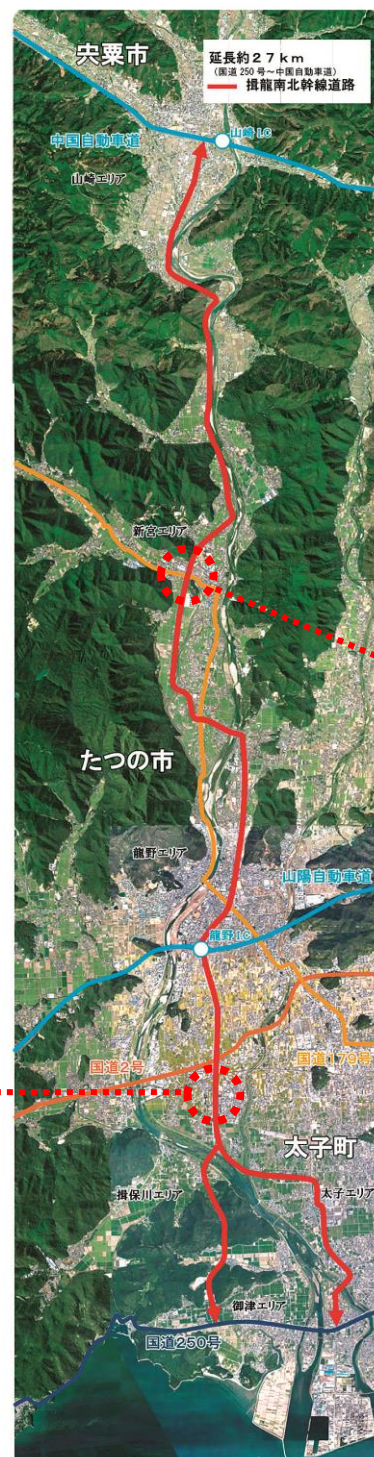 宍粟市
延長約27km
(国道250号~中国自動車道)
揖龍南北幹線道路
中国自動車道
山崎I.C
山崎エリア
新宮エリア
たつの市
龍野エリア
山陽自動車道
龍野I.C
国道2号
国道179号
太子町
揖保川エリア
太子エリア
御津エリア
国道250号